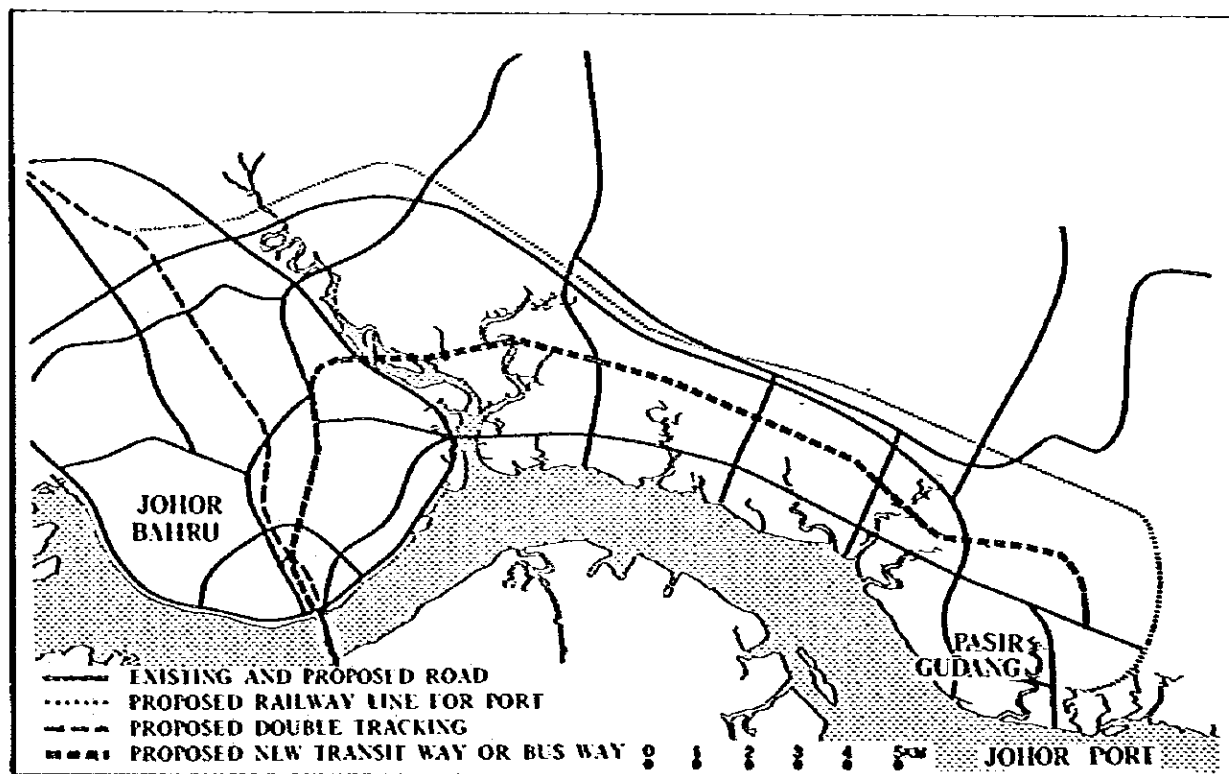 JOHOR
BAHRU
PASIR
GUDANG
EXISTING AND PROPOSED ROAD
PROPOSED RAILWAY LINE FOR PORT
PROPOSED DOUBLE TRACKING
PROPOSED NEW TRANSIT WAY OR BUS WAY
0 1 2 3 4 5KM
JOHOR PORT